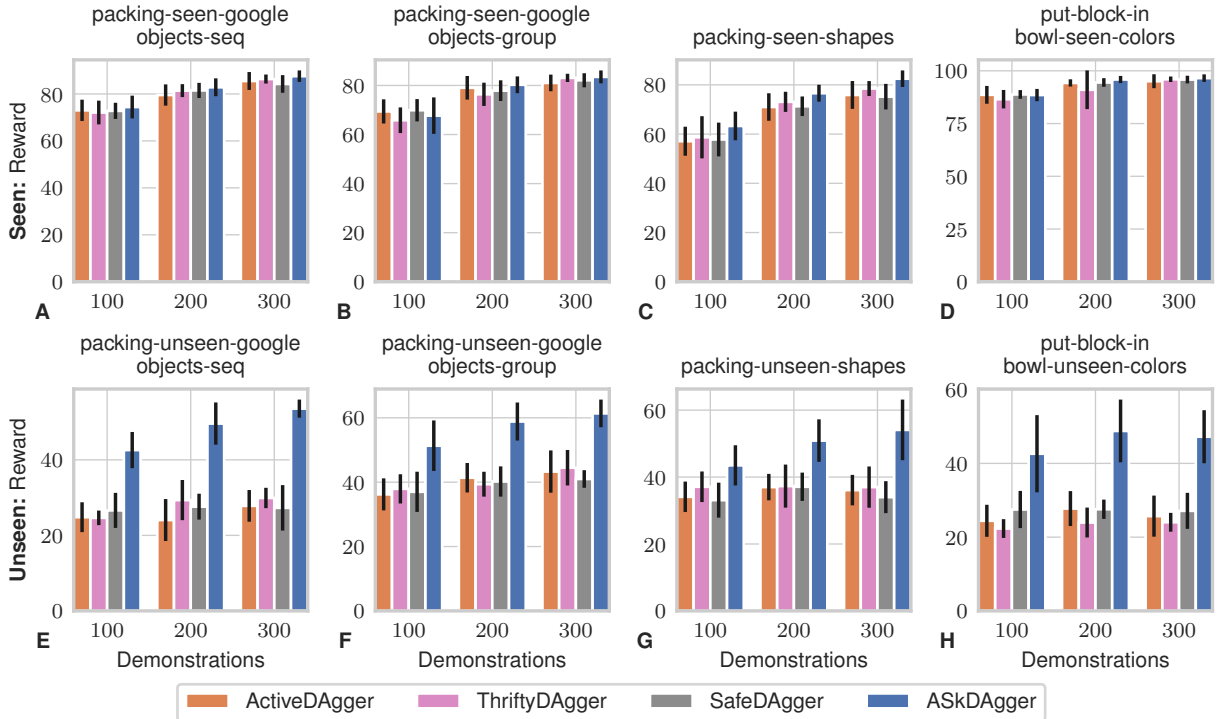 packing-seen-google
objects-seq
packing-seen-google
objects-group
packing-seen-shapes
put-block-in
bowl-seen-colors
Seen: Reward
80
60
40
20
0
100
200
300
A
80
60
40
20
0
100
200
300
B
80
60
40
20
0
100
200
300
C
100
75
50
25
0
100
200
300
D
packing-unseen-google
objects-seq
packing-unseen-google
objects-group
packing-unseen-shapes
put-block-in
bowl-unseen-colors
Unseen: Reward
40
20
0
100
200
300
E
Demonstrations
60
40
20
0
100
200
300
F
Demonstrations
60
40
20
0
100
200
300
G
Demonstrations
60
40
20
0
100
200
300
H
Demonstrations
ActiveDAgger
ThriftyDAgger
SafeDAgger
ASkDAgger